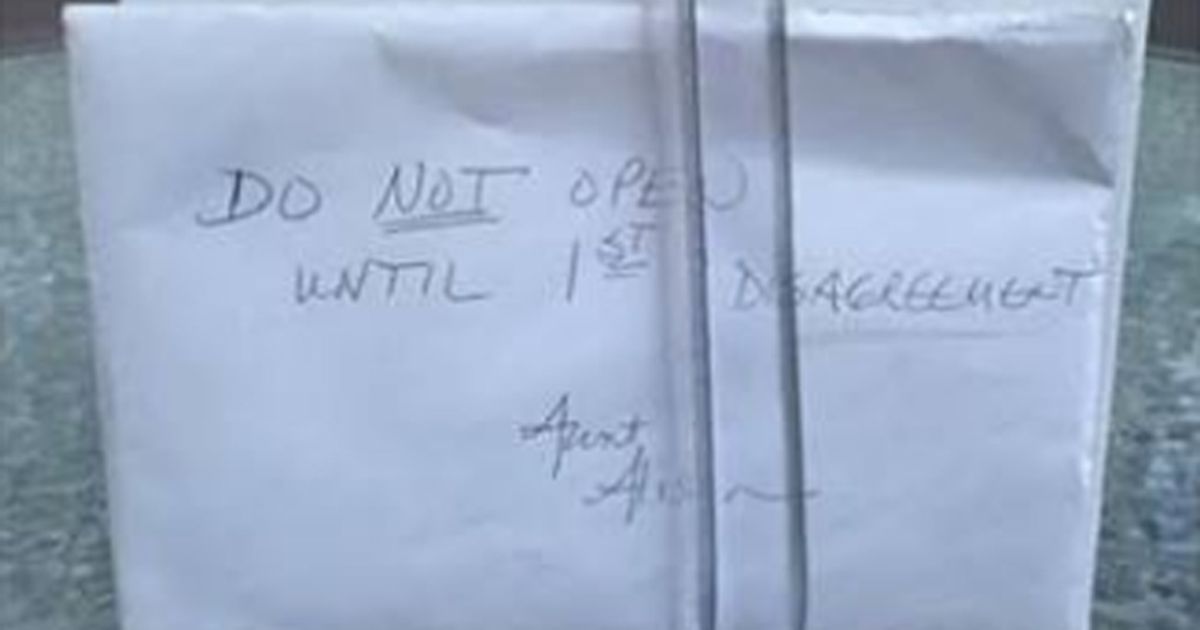 DO NOT OPEN
UNTIL 1ST DISAGREEMENT
Aunt